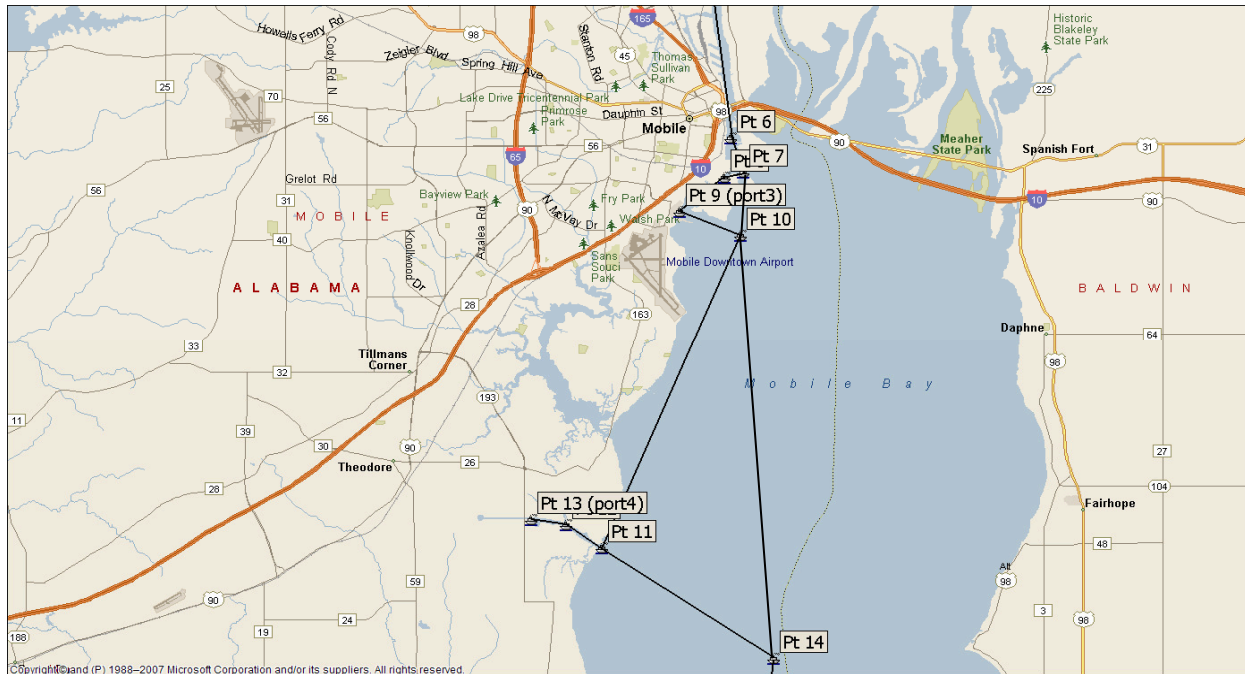 Howells Ferry Rd
98
Cody Rd N
Zeigler Blvd
Spring Hill Ave
Stanton Rd
165
45
Thomas
Sullivan
Park
Historic
Blakeley
State Park
25
70
56
Lake Drive Tricentennial Park
Primrose
Park
Dauphin St
98
Mobile
Pt 6
225
90
Meaher
State Park
Spanish Fort
31
56
65
56
10
Pt 7
Grelot Rd
Bayview Park
Fry Park
Pt 9 (port3)
10
90
31
MOBILE
90
N McVay Dr
Walsh Park
Pt 10
40
Azalea Rd
Knollwood Dr
Sans
Souci
Park
Mobile Downtown Airport
ALABAMA
BALDWIN
28
163
Daphne
64
33
Tillmans
Corner
98
32
Mobile Bay
193
11
39
30
90
27
Theodore
26
28
104
Pt 13 (port4)
Fairhope
Pt 11
48
Alt
98
59
90
3
24
98
19
188
Pt 14
Copyright © and (P) 1988–2007 Microsoft Corporation and/or its suppliers. All rights reserved.